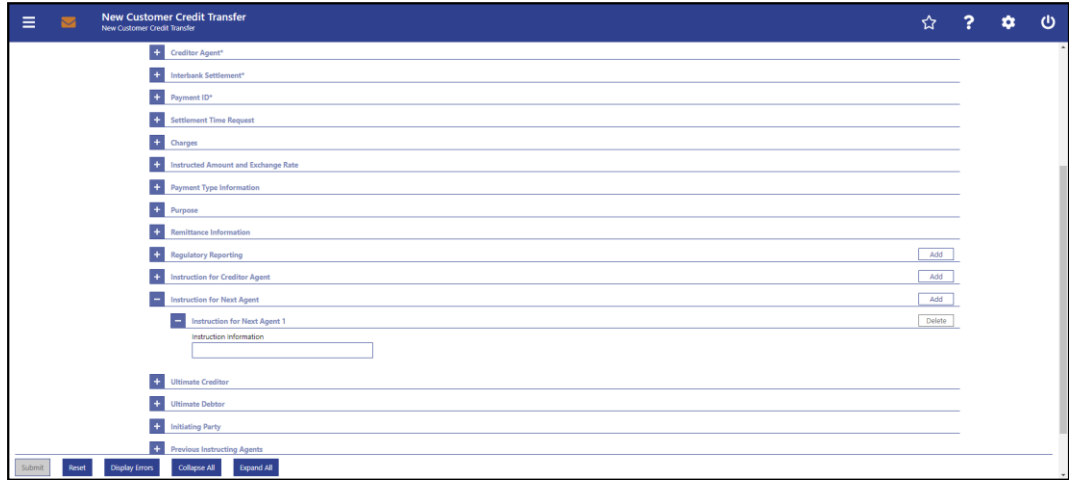 New Customer Credit Transfer
New Customer Credit Transfer
Creditor Agent*
Interbank Settlement*
Payment ID*
Settlement Time Request
Charges
Instructed Amount and Exchange Rate
Payment Type Information
Purpose
Remittance Information
Regulatory Reporting Add
Instruction for Creditor Agent Add
Instruction for Next Agent Add
Instruction for Next Agent 1 Delete
Instruction Information
Ultimate Creditor
Ultimate Debtor
Initiating Party
Previous Instructing Agents
Submit Reset Display Errors Collapse All Expand All